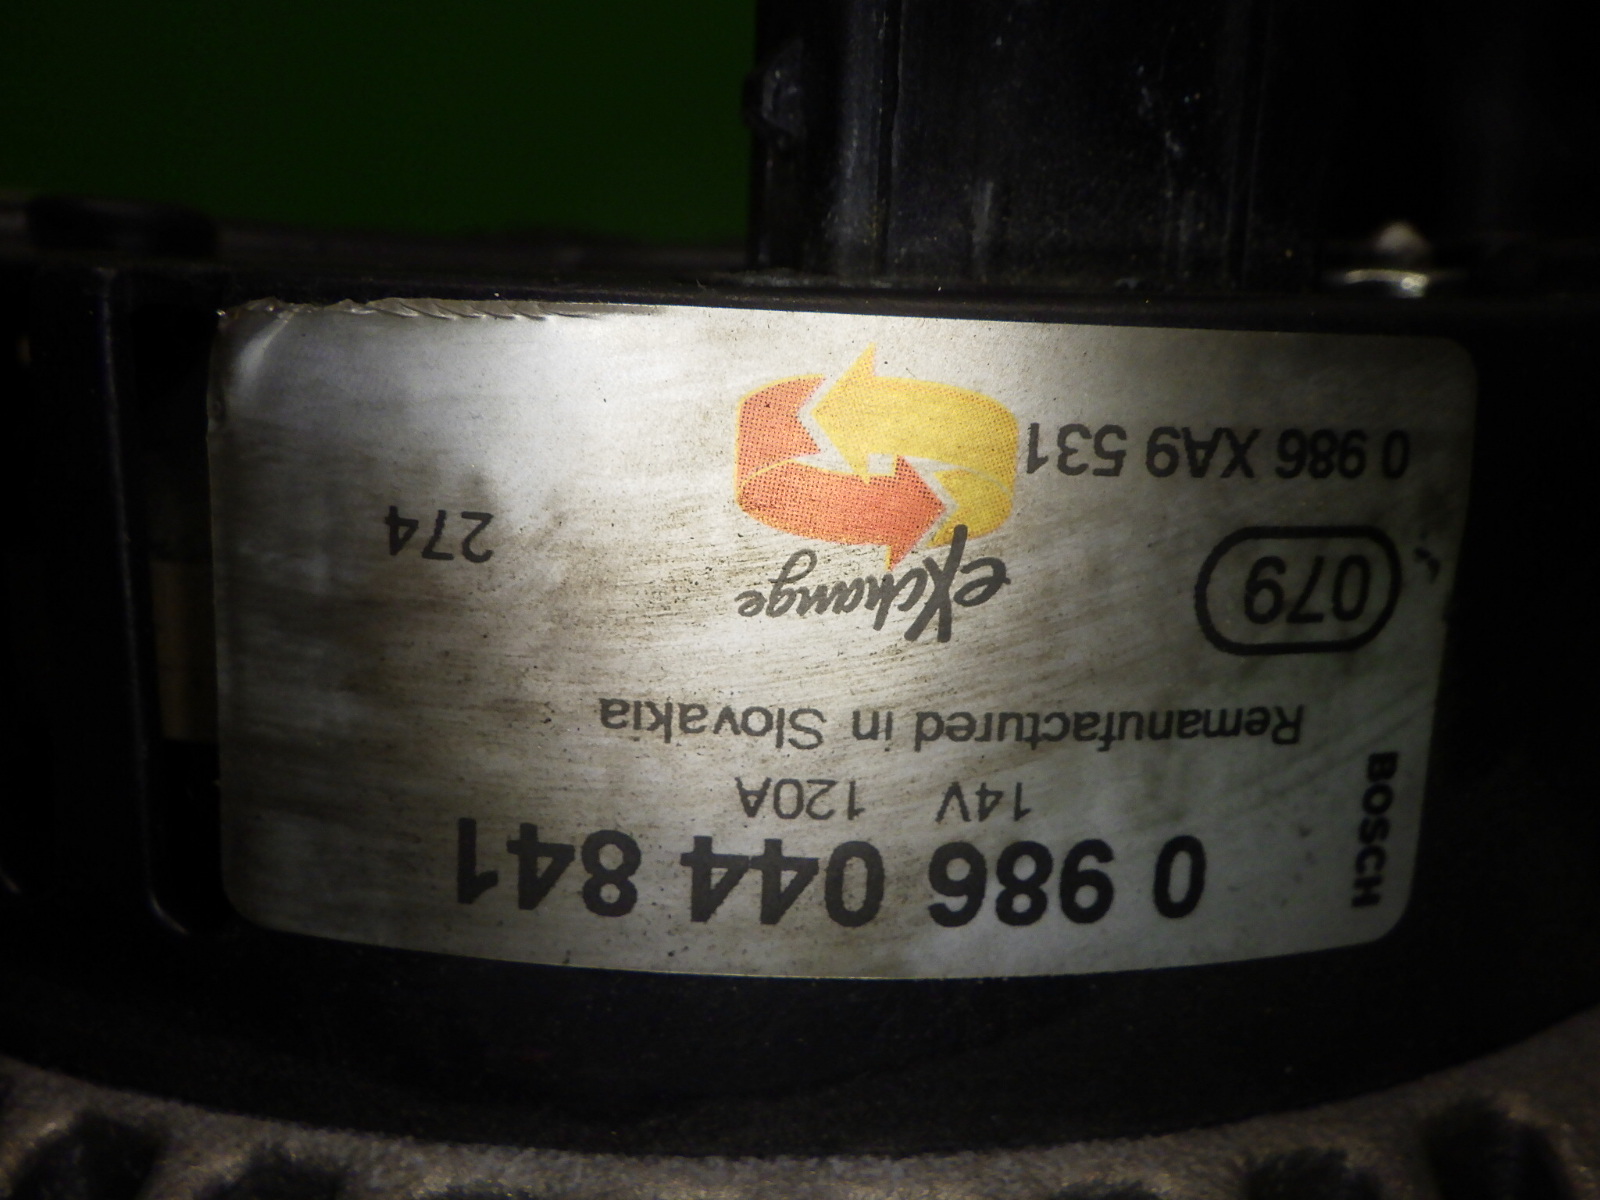 BOSCH
0 986 044 841
14V 120A
Remanufactured in Slovakia
079
eXchange
274
0 986 XA9 531